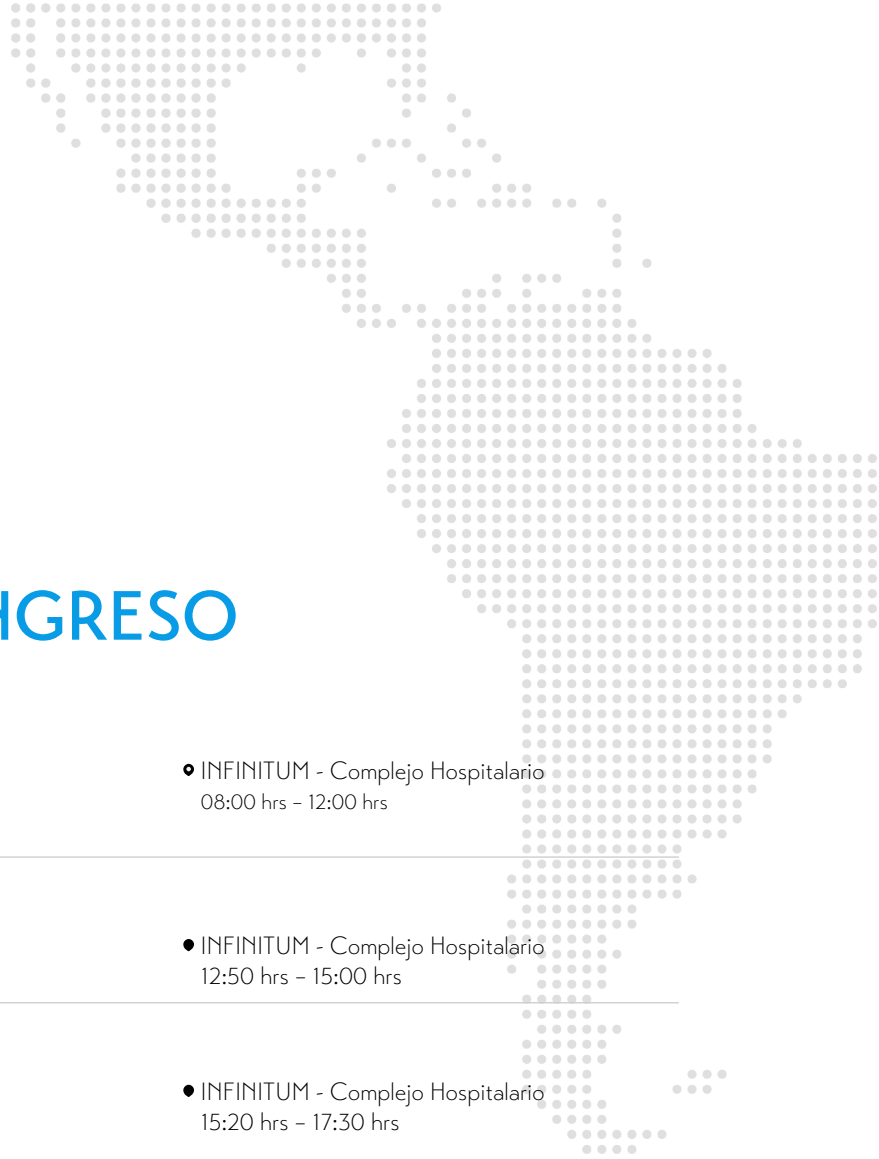 GRESO
INFINITUM - Complejo Hospitalario
08:00 hrs – 12:00 hrs
INFINITUM - Complejo Hospitalario
12:50 hrs – 15:00 hrs
INFINITUM - Complejo Hospitalario
15:20 hrs – 17:30 hrs